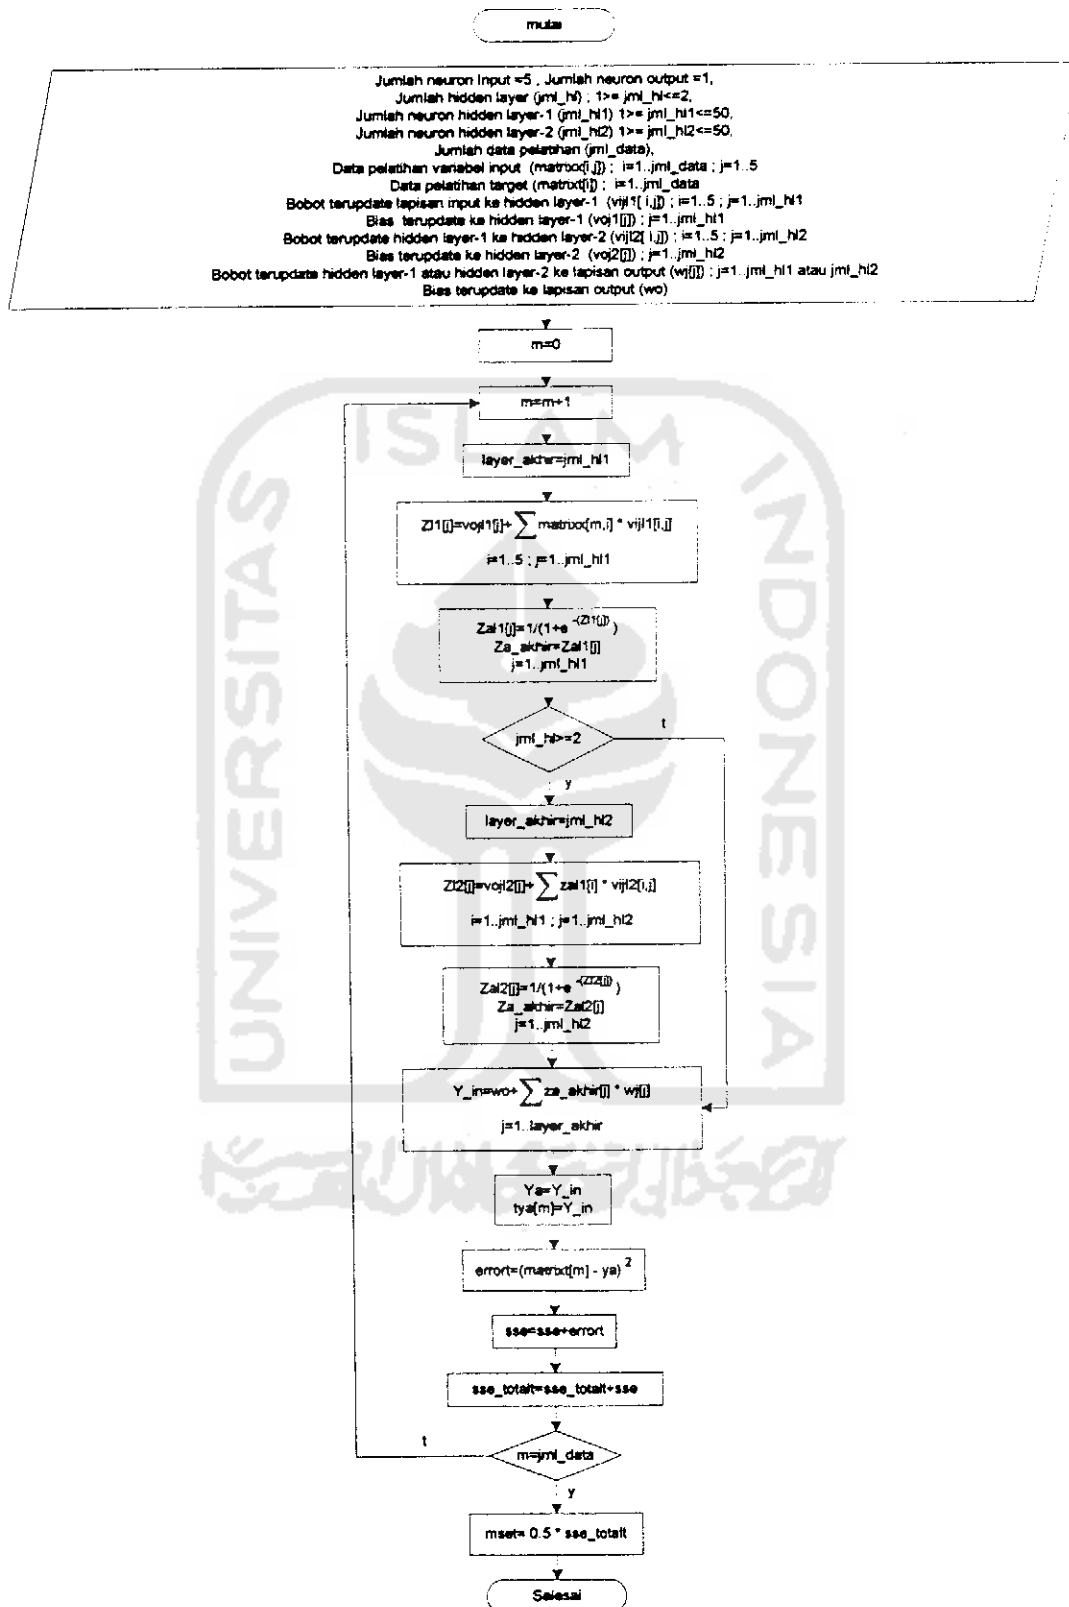 mulai
Jumlah neuron Input =5 , Jumlah neuron output =1,
Jumlah hidden layer (jml_hl) ; 1>= jml_hl<=2,
Jumlah neuron hidden layer-1 (jml_hl1) 1>= jml_hl1<=50,
Jumlah neuron hidden layer-2 (jml_hl2) 1>= jml_hl2<=50,
Jumlah data pelatihan (jml_data),
Data pelatihan variabel input (matrixx[i,j]) ; i=1..jml_data ; j=1..5
Data pelatihan target (matrixt[i]) ; i=1..jml_data
Bobot terupdate lapisan input ke hidden layer-1 (vijl1[ i,j]) ; i=1..5 ; j=1..jml_hl1
Bias terupdate ke hidden layer-1 (voj1[j]) ; j=1..jml_hl1
Bobot terupdate hidden layer-1 ke hidden layer-2 (vijl2[ i,j]) ; i=1..5 ; j=1..jml_hl2
Bias terupdate ke hidden layer-2 (voj2[j]) ; j=1..jml_hl2
Bobot terupdate hidden layer-1 atau hidden layer-2 ke lapisan output (wj[j]) ; j=1..jml_hl1 atau jml_hl2
Bias terupdate ke lapisan output (wo)
m=0
m=m+1
layer_akhir=jml_hl1
Zl1[j]=vojl1[j]+∑ matrixx[m,i] * vijl1[i,j]
i=1..5 ; j=1..jml_hl1
Zal1[j]=1/(1+e -(Zl1[j]) )
Za_akhir=Zal1[j]
j=1..jml_hl1
jml_hl>=2
t
y
layer_akhir=jml_hl2
Zl2[j]=vojl2[j]+∑ zal1[i] * vijl2[i,j]
i=1..jml_hl1 ; j=1..jml_hl2
Zal2[j]=1/(1+e -(Zl2[j]) )
Za_akhir=Zal2[j]
j=1..jml_hl2
Y_in=wo+∑ za_akhir[j] * wj[j]
j=1..layer_akhir
Ya=Y_in
tya[m]=Y_in
errort=(matrixt[m] - ya) 2
sse=sse+errort
sse_totalt=sse_totalt+sse
t
m=jml_data
y
mset= 0.5 * sse_totalt
Selesai
UNIVERSITAS
ISLAM
INDONESIA